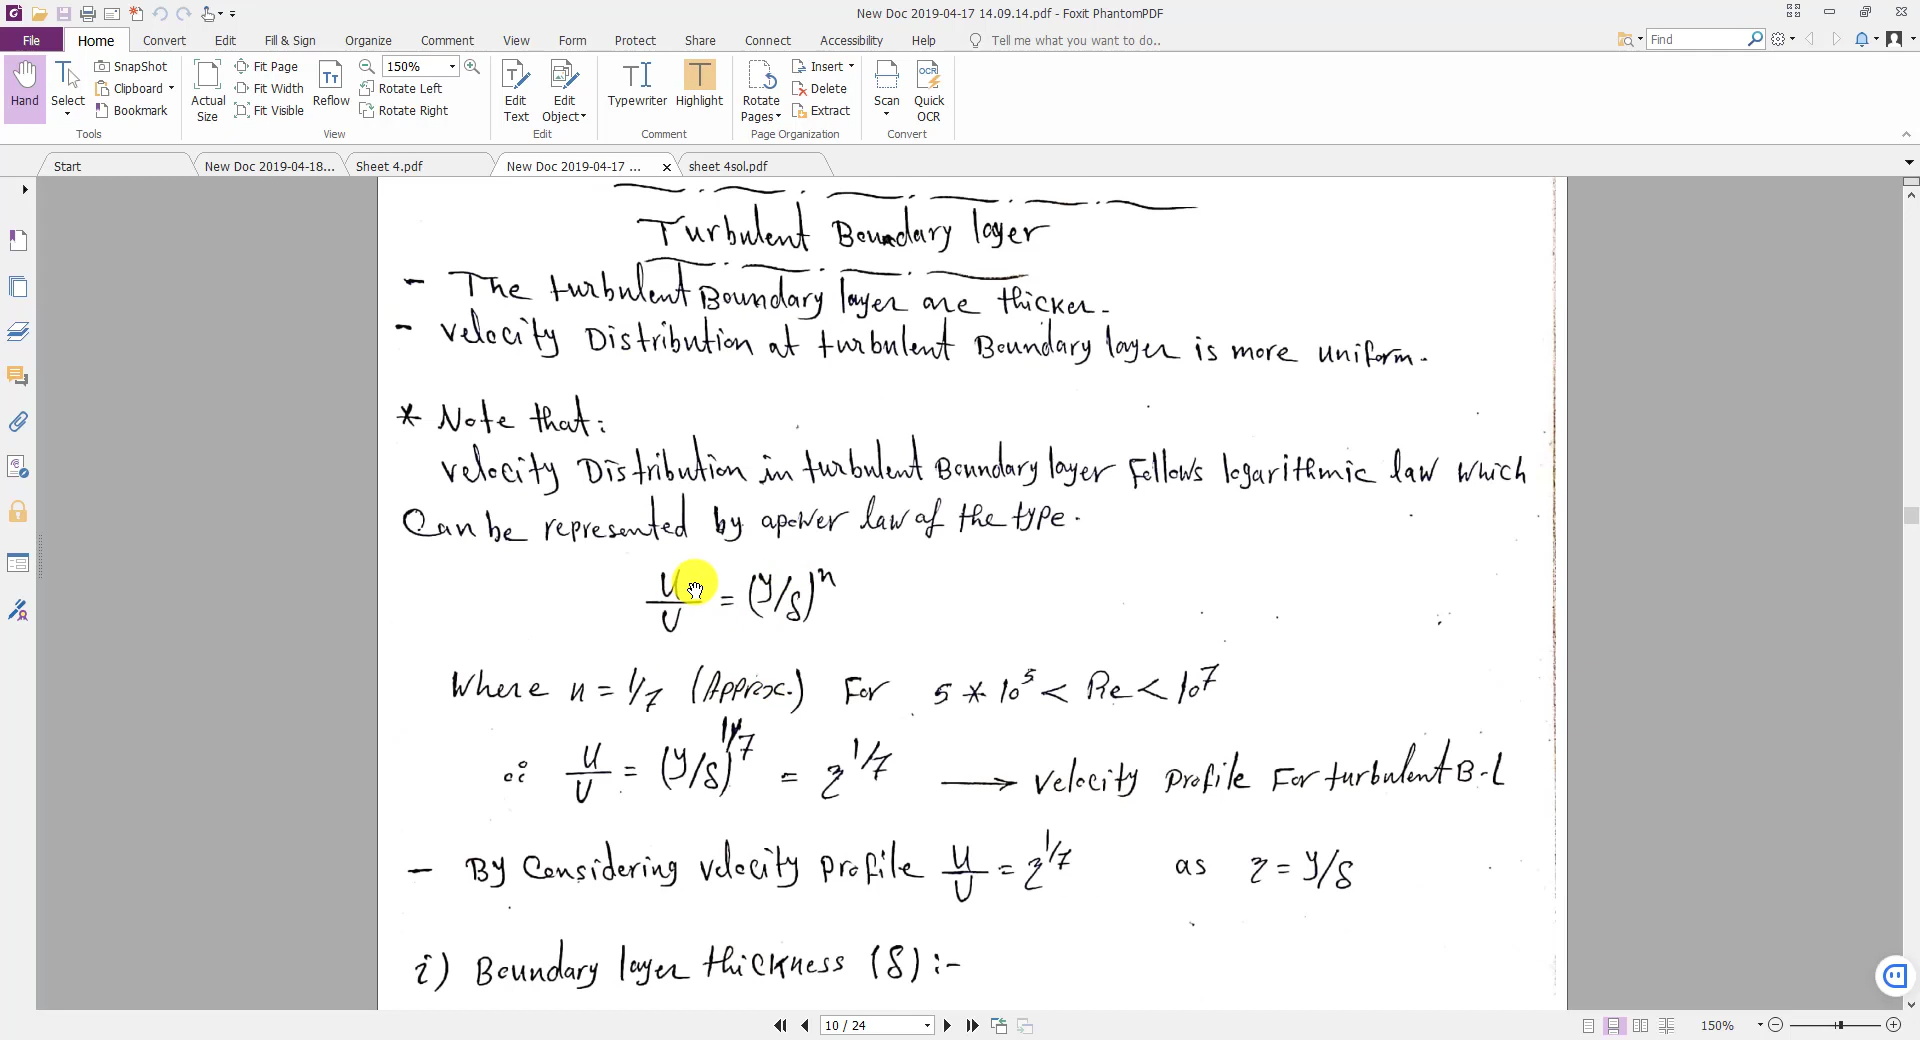 New Doc 2019-04-17 14.09.14.pdf - Foxit PhantomPDF
File Home Convert Edit Fill & Sign Organize Comment View Form Protect Share Connect Accessibility Help Tell me what you want to do.. Find
Hand
Select
SnapShot
Clipboard
Bookmark
Tools
Actual Size
Fit Page
Fit Width
Fit Visible
Reflow
150%
Rotate Left
Rotate Right
View
Edit Text
Edit Object
Edit
Typewriter
Highlight
Comment
Rotate Pages
Insert
Delete
Extract
Page Organization
Scan
Quick OCR
Convert
Start New Doc 2019-04-18... Sheet 4.pdf New Doc 2019-04-17 ... sheet 4sol.pdf
Turbulent Boundary layer
- The turbulent Boundary layer are thicker.
- velocity Distribution at turbulent Boundary layer is more uniform.
* Note that:
velocity Distribution in turbulent Boundary layer Follows logarithmic law which
Can be represented by apower law of the type.
U/U = (y/δ)^n
Where n = 1/7 (Approx.) For 5 * 10^5 < Re < 10^7
∴ U/U = (y/δ)^1/7 = z^1/7 → velocity Profile For turbulent B.L
- By Considering velocity Profile U/U = z^1/7 as z = y/δ
i) Boundary layer thickness (δ) :-
10 / 24
150%